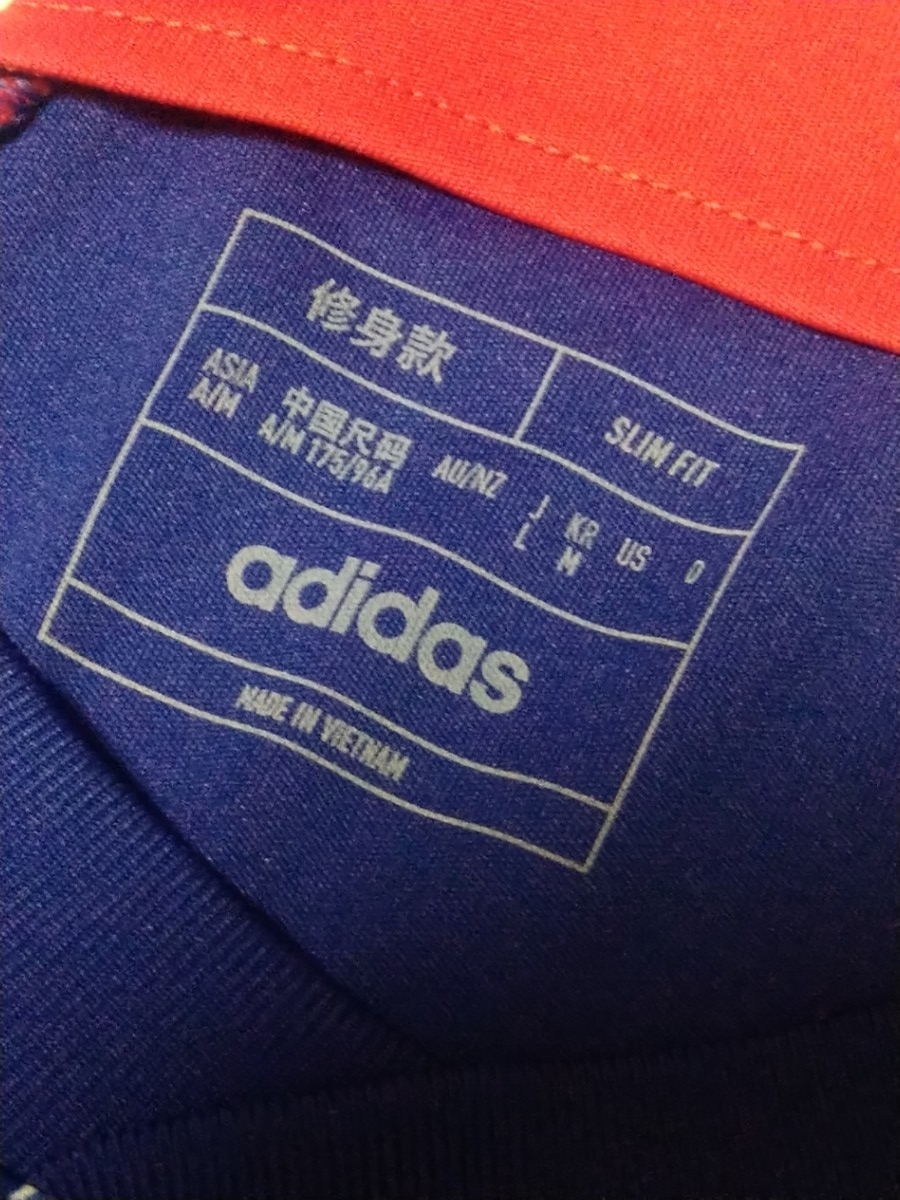 修身款
SLIM FIT
ASIA 中国尺码 AU/NZ J KR US 0
A/M A/M 175/96A L M
adidas
MADE IN VIETNAM